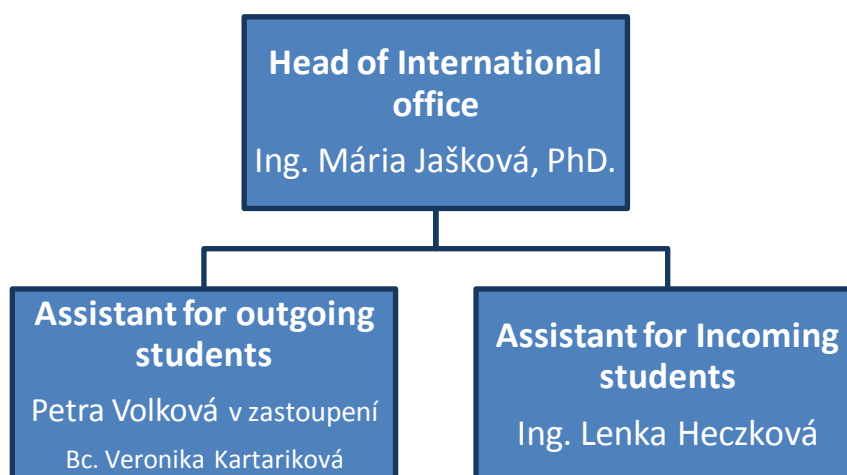 Head of International
office
Ing. Mária Jašková, PhD.
Assistant for outgoing
students
Petra Volková v zastoupení
Bc. Veronika Kartariková
Assistant for Incoming
students
Ing. Lenka Heczková